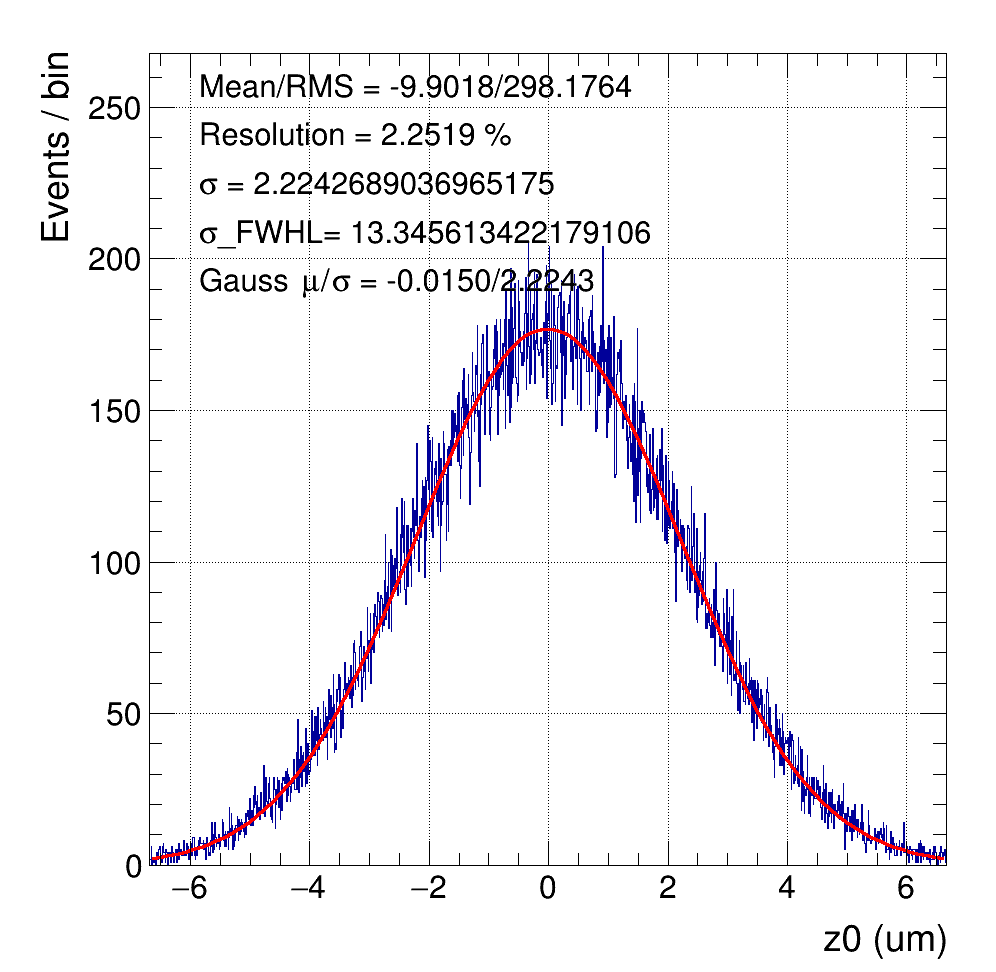 Events / bin
Mean/RMS = -9.9018/298.1764
Resolution = 2.2519 %
σ = 2.2242689036965175
σ_FWHL= 13.345613422179106
Gauss μ/σ = -0.0150/2.2243
250
200
150
100
50
0
−6 −4 −2 0 2 4 6
z0 (um)